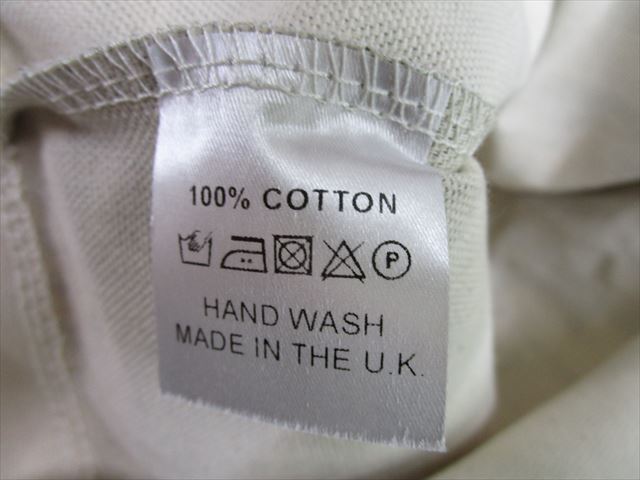 100% COTTON
P
HAND WASH
MADE IN THE U.K.